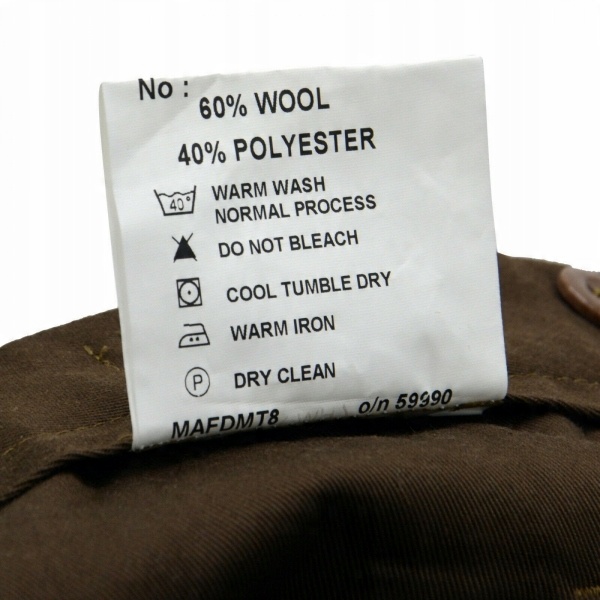 No :
60% WOOL
40% POLYESTER
40°
WARM WASH
NORMAL PROCESS
DO NOT BLEACH
COOL TUMBLE DRY
WARM IRON
P
DRY CLEAN
MAFDMT8 o/n 59990